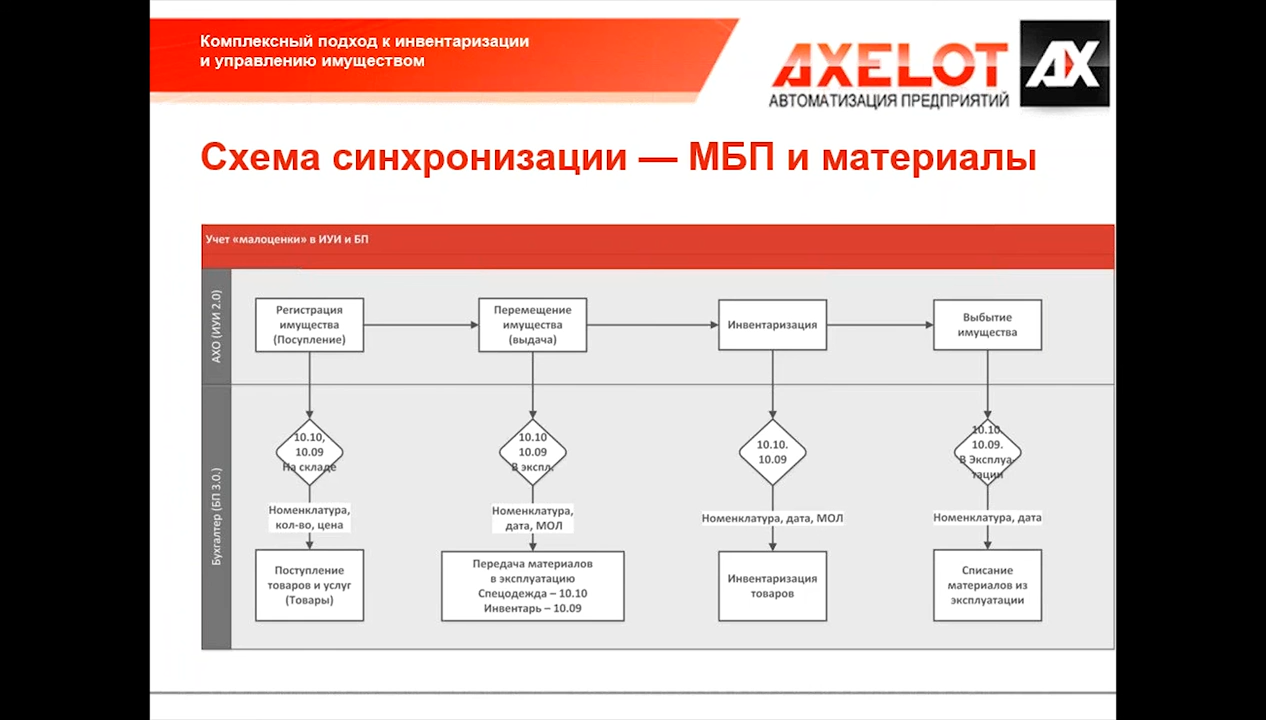 Комплексный подход к инвентаризации
и управлению имуществом
AXELOT
АВТОМАТИЗАЦИЯ ПРЕДПРИЯТИЙ
AX
Схема синхронизации — МБП и материалы
Учет «малоценки» в ИУИ и БП
АХО (ИУИ 2.0)
Регистрация
имущества
(Посупление)
Перемещение
имущества
(выдача)
Инвентаризация
Выбытие
имущества
Бухгалтер (БП 3.0.)
10.10,
10.09
На складе
10.10
10.09
В экспл.
10.10.
10.09
10.10.
10.09.
В Эксплуа-
тации
Номенклатура,
кол-во, цена
Номенклатура,
дата, МОЛ
Номенклатура, дата, МОЛ
Номенклатура, дата
Поступление
товаров и услуг
(Товары)
Передача материалов
в эксплуатацию
Спецодежда – 10.10
Инвентарь – 10.09
Инвентаризация
товаров
Списание
материалов из
эксплуатации